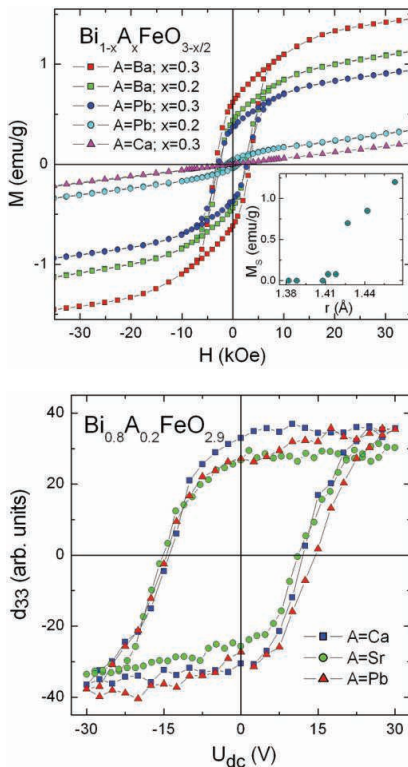 Bi1-xAxFeO3-x/2
A=Ba; x=0.3
A=Ba; x=0.2
A=Pb; x=0.3
A=Pb; x=0.2
A=Ca; x=0.3
M (emu/g)
1
0
-1
MS (emu/g)
1.0
0.5
0.0
1.38 1.41 1.44
r (Å)
-30 -20 -10 0 10 20 30
H (kOe)
Bi0.8A0.2FeO2.9
d33 (arb. units)
40
20
0
-20
-40
A=Ca
A=Sr
A=Pb
-30 -15 0 15 30
Udc (V)